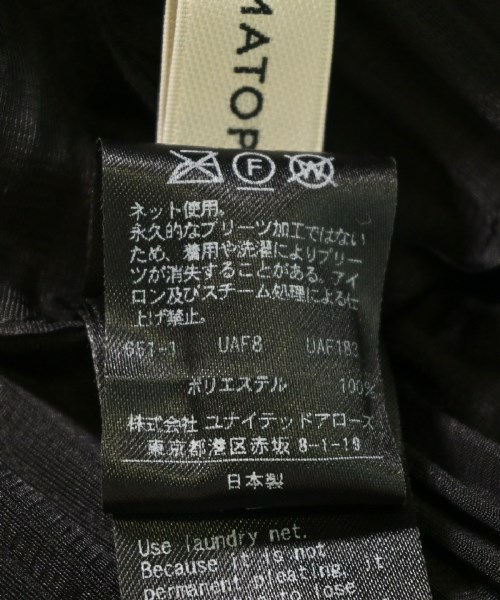 MATOP
F W
ネット使用。
永久的なプリーツ加工ではない
ため、着用や洗濯によりプリー
ツが消失することがある。アイ
ロン及びスチーム処理による仕
上げ禁止。
651-1 UAF8 UAF183
ポリエステル 100%
株式会社 ユナイテッドアローズ
東京都港区赤坂 8-1-19
日本製
Use laundry net.
Because it is not
permanent pleating, it
to lose